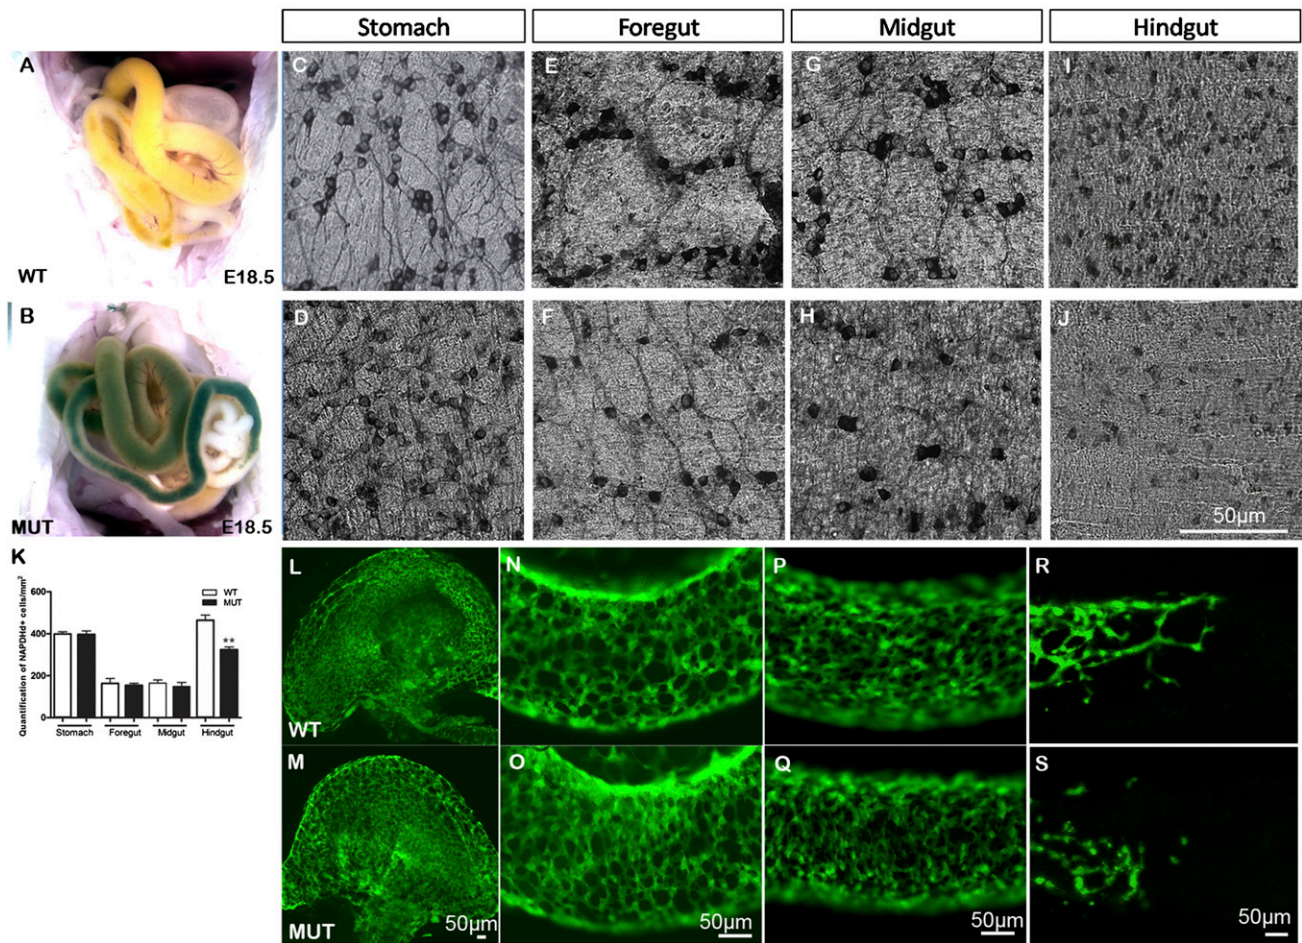 Stomach
Foregut
Midgut
Hindgut
A
C
E
G
I
WT
E18.5
B
D
F
H
J
MUT
E18.5
50µm
K
Quantification of NAPDHd+ cells/mm²
600
400
200
0
WT
MUT
**
Stomach
Foregut
Midgut
Hindgut
L
N
P
R
WT
M
O
Q
S
MUT
50µm
50µm
50µm
50µm